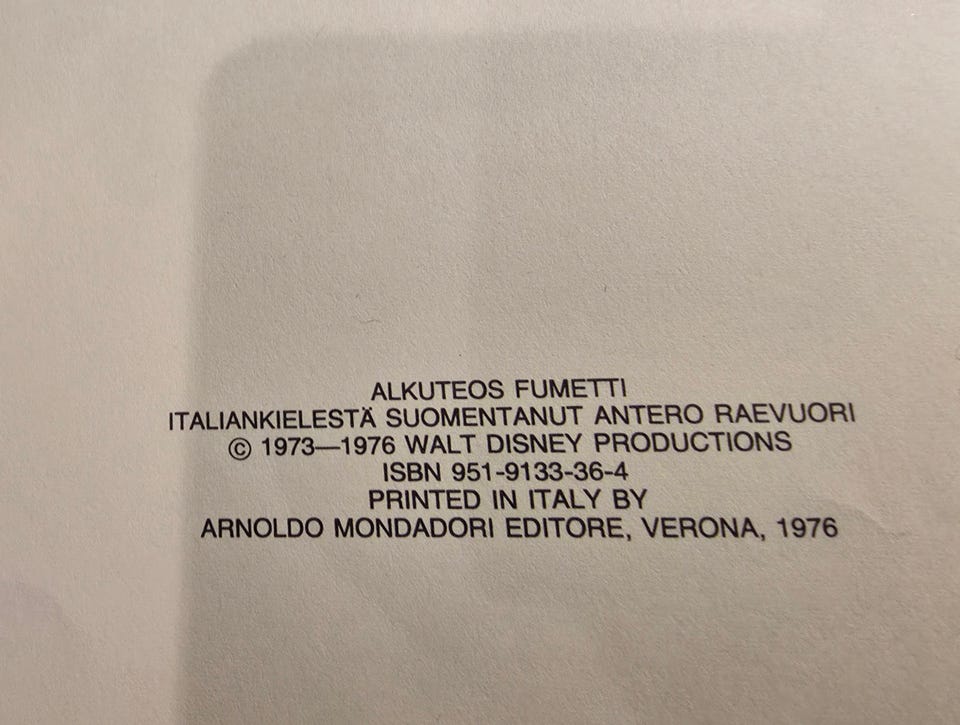 ALKUTEOS FUMETTI
ITALIANKIELESTÄ SUOMENTANUT ANTERO RAEVUORI
© 1973—1976 WALT DISNEY PRODUCTIONS
ISBN 951-9133-36-4
PRINTED IN ITALY BY
ARNOLDO MONDADORI EDITORE, VERONA, 1976